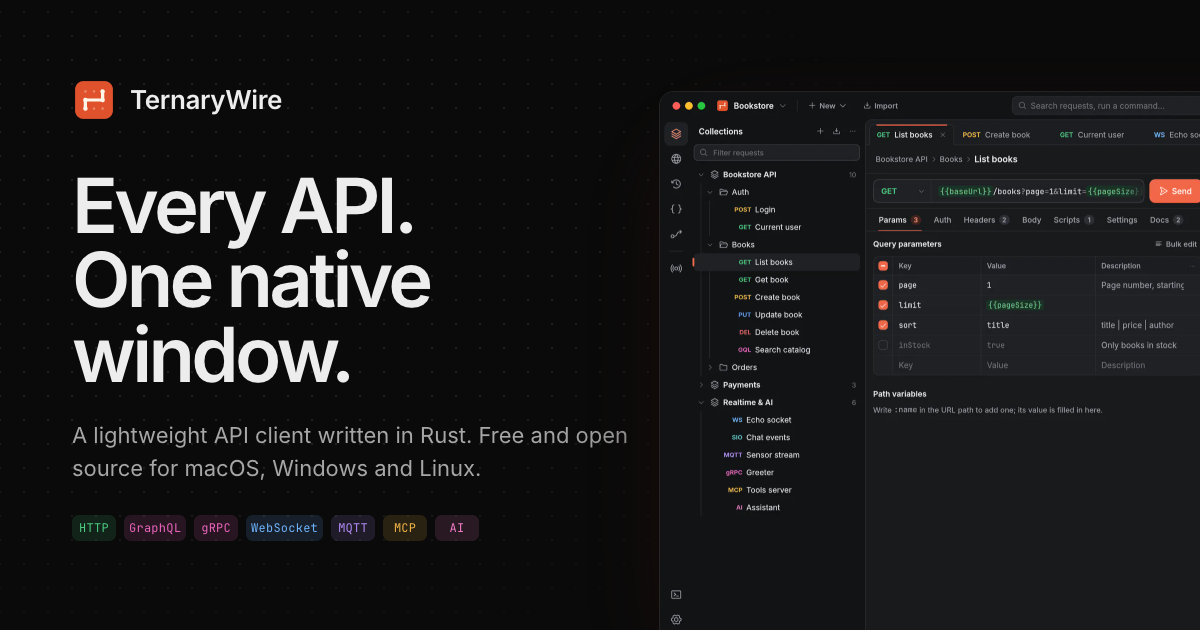 TernaryWire
Every API.
One native
window.
A lightweight API client written in Rust. Free and open
source for macOS, Windows and Linux.
HTTP GraphQL gRPC WebSocket MQTT MCP AI
Bookstore New Import Search requests, run a command...
Collections
Filter requests
Bookstore API 10
Auth
POST Login
GET Current user
Books
GET List books
GET Get book
POST Create book
PUT Update book
DEL Delete book
GQL Search catalog
Orders
Payments 3
Realtime & AI 6
WS Echo socket
SIO Chat events
MQTT Sensor stream
gRPC Greeter
MCP Tools server
AI Assistant
GET List books POST Create book GET Current user WS Echo so
Bookstore API Books List books
GET {{baseUrl}}/books?page=1&limit={{pageSize} Send
Params 3 Auth Headers 2 Body Scripts 1 Settings Docs 2
Query parameters Bulk edit
Key Value Description
page 1 Page number, starting
limit {{pageSize}}
sort title title | price | author
inStock true Only books in stock
Key Value Description
Path variables
Write :name in the URL path to add one; its value is filled in here.